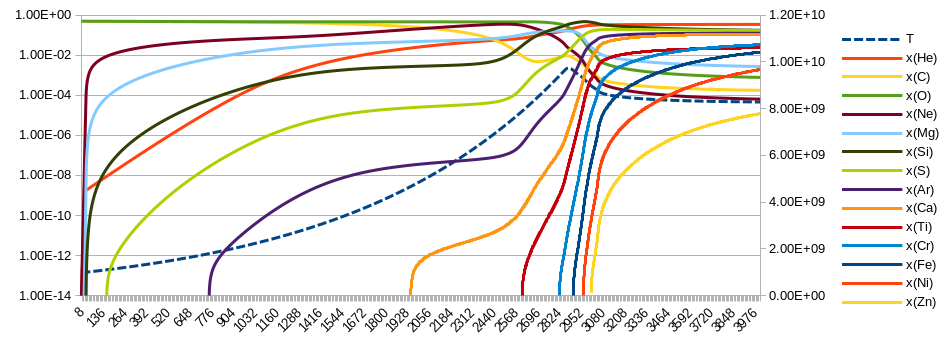 1.00E+00
1.00E-02
1.00E-04
1.00E-06
1.00E-08
1.00E-10
1.00E-12
1.00E-14
1.20E+10
1.00E+10
8.00E+09
6.00E+09
4.00E+09
2.00E+09
0.00E+00
8
136
264
392
520
648
776
904
1032
1160
1288
1416
1544
1672
1800
1928
2056
2184
2312
2440
2568
2696
2824
2952
3080
3208
3336
3464
3592
3720
3848
3976
T
x(He)
x(C)
x(O)
x(Ne)
x(Mg)
x(Si)
x(S)
x(Ar)
x(Ca)
x(Ti)
x(Cr)
x(Fe)
x(Ni)
x(Zn)